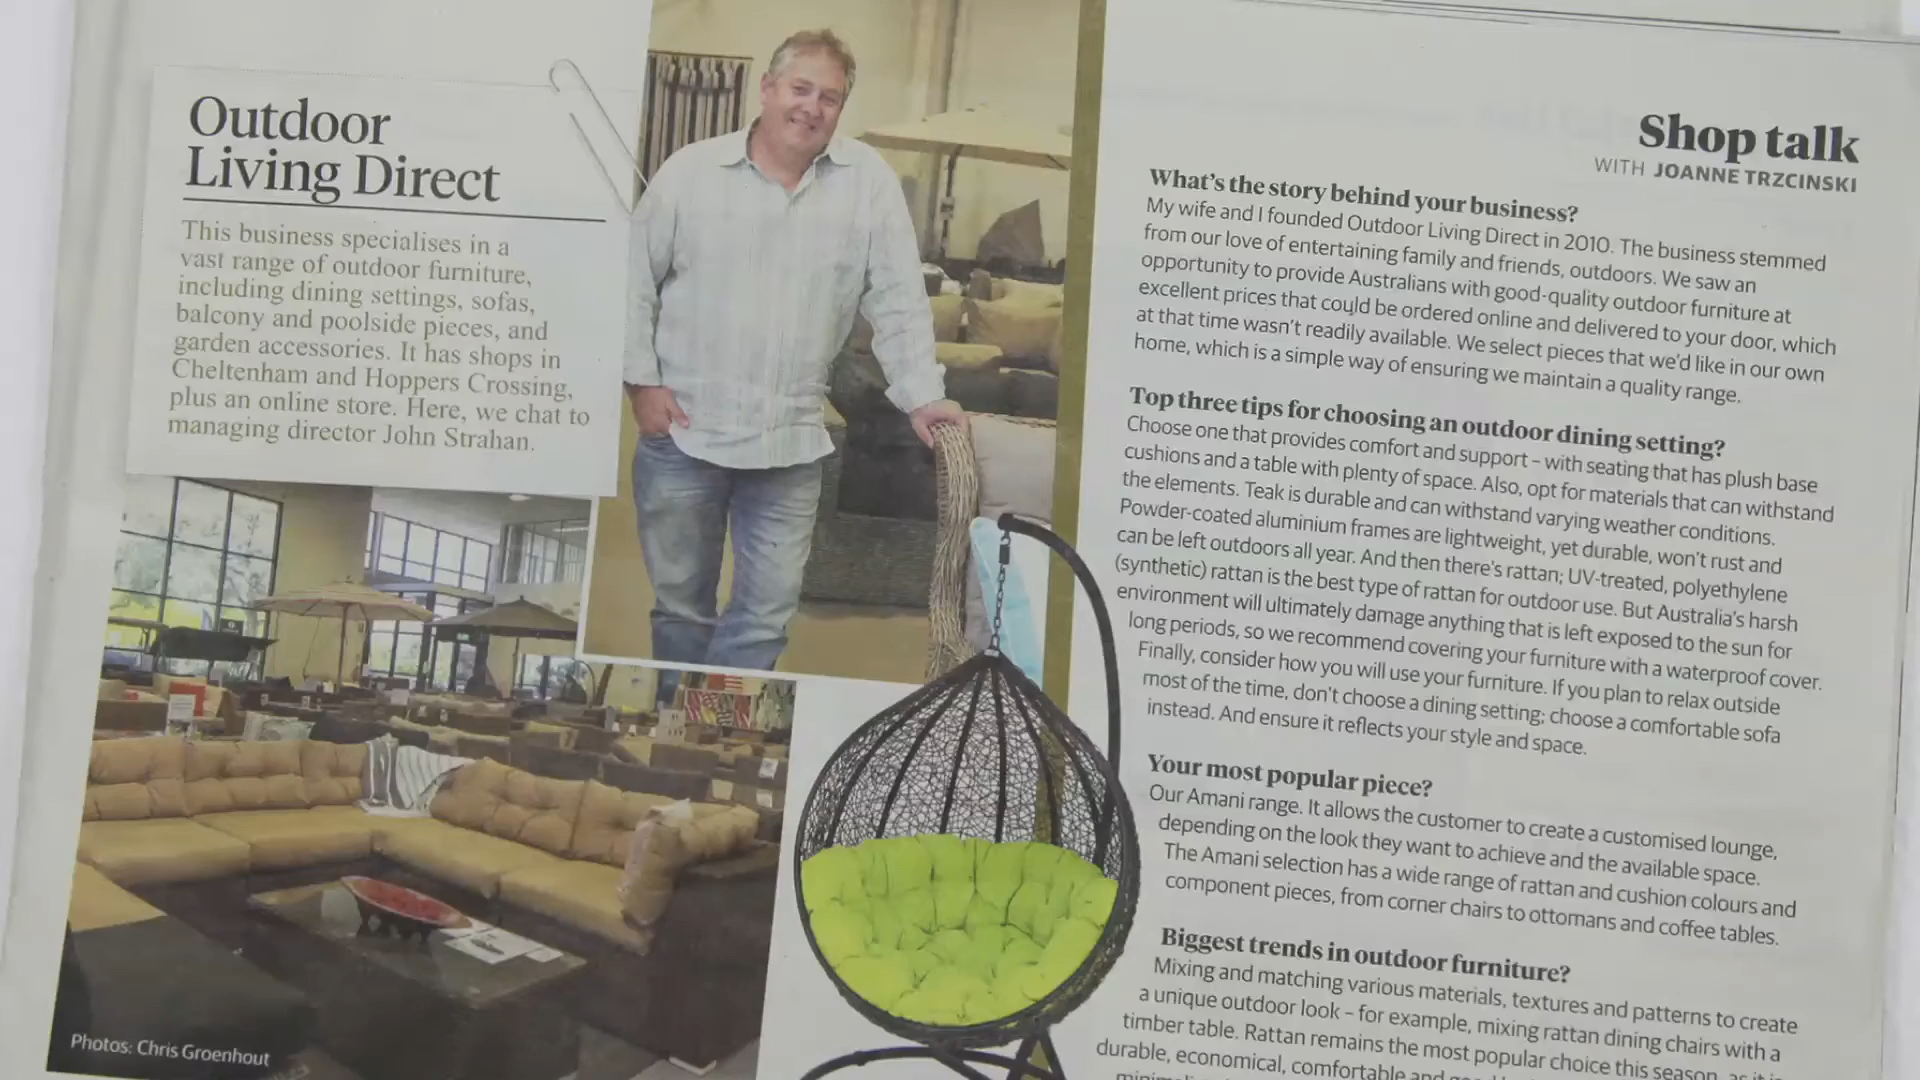 Outdoor
Living Direct
This business specialises in a
vast range of outdoor furniture,
including dining settings, sofas,
balcony and poolside pieces, and
garden accessories. It has shops in
Cheltenham and Hoppers Crossing,
plus an online store. Here, we chat to
managing director John Strahan.
Photos: Chris Groenhout
Shop talk
WITH JOANNE TRZCINSKI
What's the story behind your business?
My wife and I founded Outdoor Living Direct in 2010. The business stemmed
from our love of entertaining family and friends, outdoors. We saw an
opportunity to provide Australians with good-quality outdoor furniture at
excellent prices that could be ordered online and delivered to your door, which
at that time wasn't readily available. We select pieces that we'd like in our own
home, which is a simple way of ensuring we maintain a quality range.
Top three tips for choosing an outdoor dining setting?
Choose one that provides comfort and support – with seating that has plush base
cushions and a table with plenty of space. Also, opt for materials that can withstand
the elements. Teak is durable and can withstand varying weather conditions.
Powder-coated aluminium frames are lightweight, yet durable, won't rust and
can be left outdoors all year. And then there's rattan; UV-treated, polyethylene
(synthetic) rattan is the best type of rattan for outdoor use. But Australia's harsh
environment will ultimately damage anything that is left exposed to the sun for
long periods, so we recommend covering your furniture with a waterproof cover.
Finally, consider how you will use your furniture. If you plan to relax outside
most of the time, don't choose a dining setting; choose a comfortable sofa
instead. And ensure it reflects your style and space.
Your most popular piece?
Our Amani range. It allows the customer to create a customised lounge,
depending on the look they want to achieve and the available space.
The Amani selection has a wide range of rattan and cushion colours and
component pieces, from corner chairs to ottomans and coffee tables.
Biggest trends in outdoor furniture?
Mixing and matching various materials, textures and patterns to create
a unique outdoor look – for example, mixing rattan dining chairs with a
timber table. Rattan remains the most popular choice this season, as it is
durable, economical, comfortable and